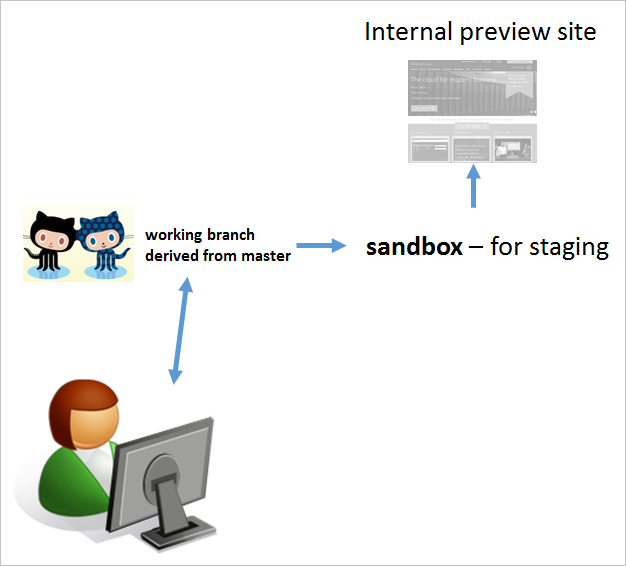 Internal preview site
The cloud for modern business
working branch
derived from master
sandbox – for staging